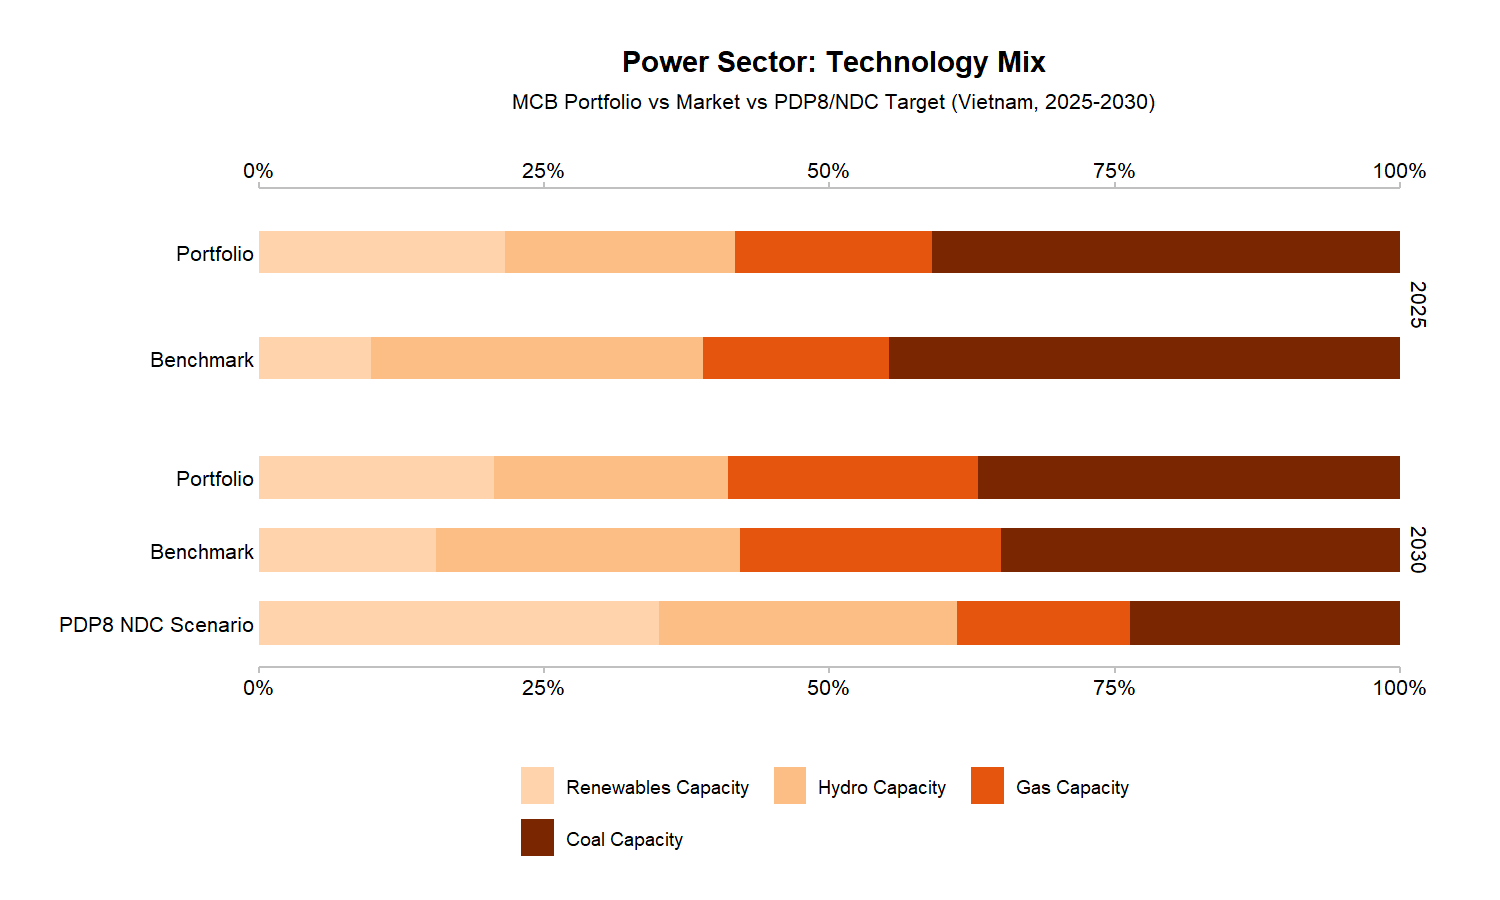 Power Sector: Technology Mix
MCB Portfolio vs Market vs PDP8/NDC Target (Vietnam, 2025-2030)
0% 25% 50% 75% 100%
Portfolio
2025
Benchmark
Portfolio
Benchmark
2030
PDP8 NDC Scenario
0% 25% 50% 75% 100%
Renewables Capacity Hydro Capacity Gas Capacity
Coal Capacity